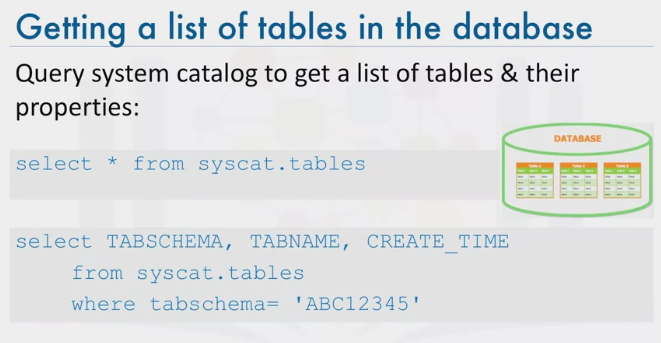 Getting a list of tables in the database
Query system catalog to get a list of tables & their
properties:
DATABASE
select * from syscat.tables
select TABSCHEMA, TABNAME, CREATE_TIME
from syscat.tables
where tabschema= 'ABC12345'